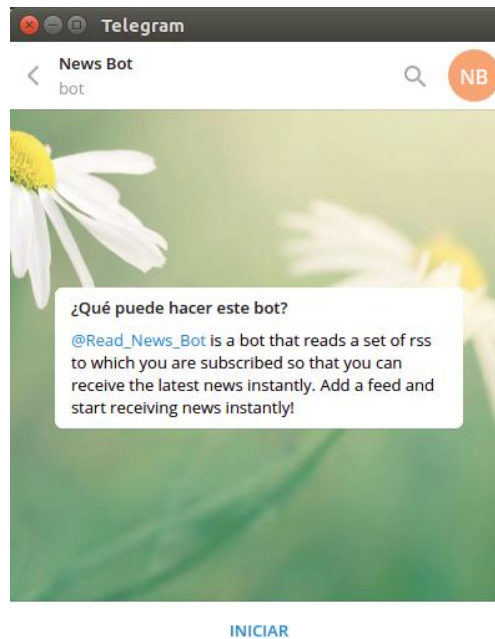 Telegram
News Bot
bot
NB
¿Qué puede hacer este bot?
@Read_News_Bot is a bot that reads a set of rss
to which you are subscribed so that you can
receive the latest news instantly. Add a feed and
start receiving news instantly!
INICIAR